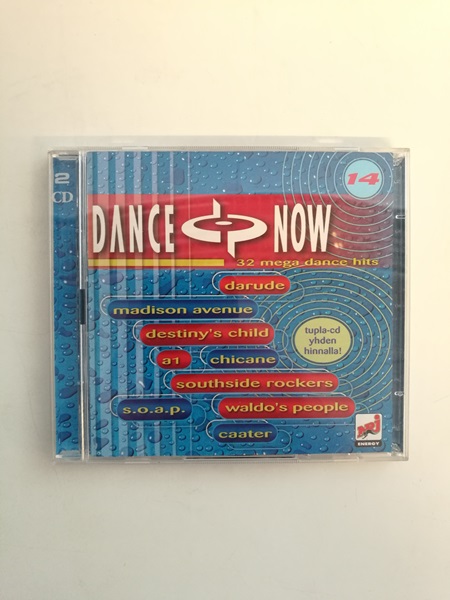 2
CD
14
DANCE NOW
32 mega dance hits
darude
madison avenue
destiny's child
a1 chicane
southside rockers
s.o.a.p. waldo's people
caater
tupla-cd
yhden
hinnalla!
nrj
ENERGY